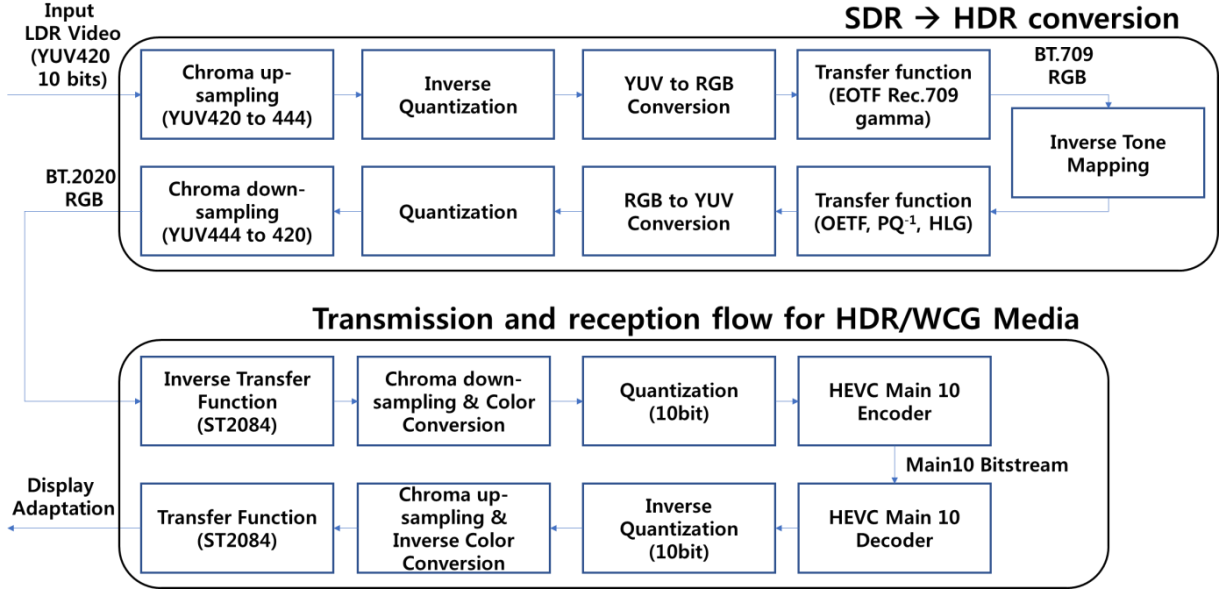 Input
LDR Video
(YUV420
10 bits)
SDR → HDR conversion
Chroma up-
sampling
(YUV420 to 444)
Inverse
Quantization
YUV to RGB
Conversion
Transfer function
(EOTF Rec.709
gamma)
BT.709
RGB
Inverse Tone
Mapping
BT.2020
RGB
Chroma down-
sampling
(YUV444 to 420)
Quantization
RGB to YUV
Conversion
Transfer function
(OETF, PQ⁻¹, HLG)
Transmission and reception flow for HDR/WCG Media
Inverse Transfer
Function
(ST2084)
Chroma down-
sampling & Color
Conversion
Quantization
(10bit)
HEVC Main 10
Encoder
Main10 Bitstream
Display
Adaptation
Transfer Function
(ST2084)
Chroma up-
sampling &
Inverse Color
Conversion
Inverse
Quantization
(10bit)
HEVC Main 10
Decoder